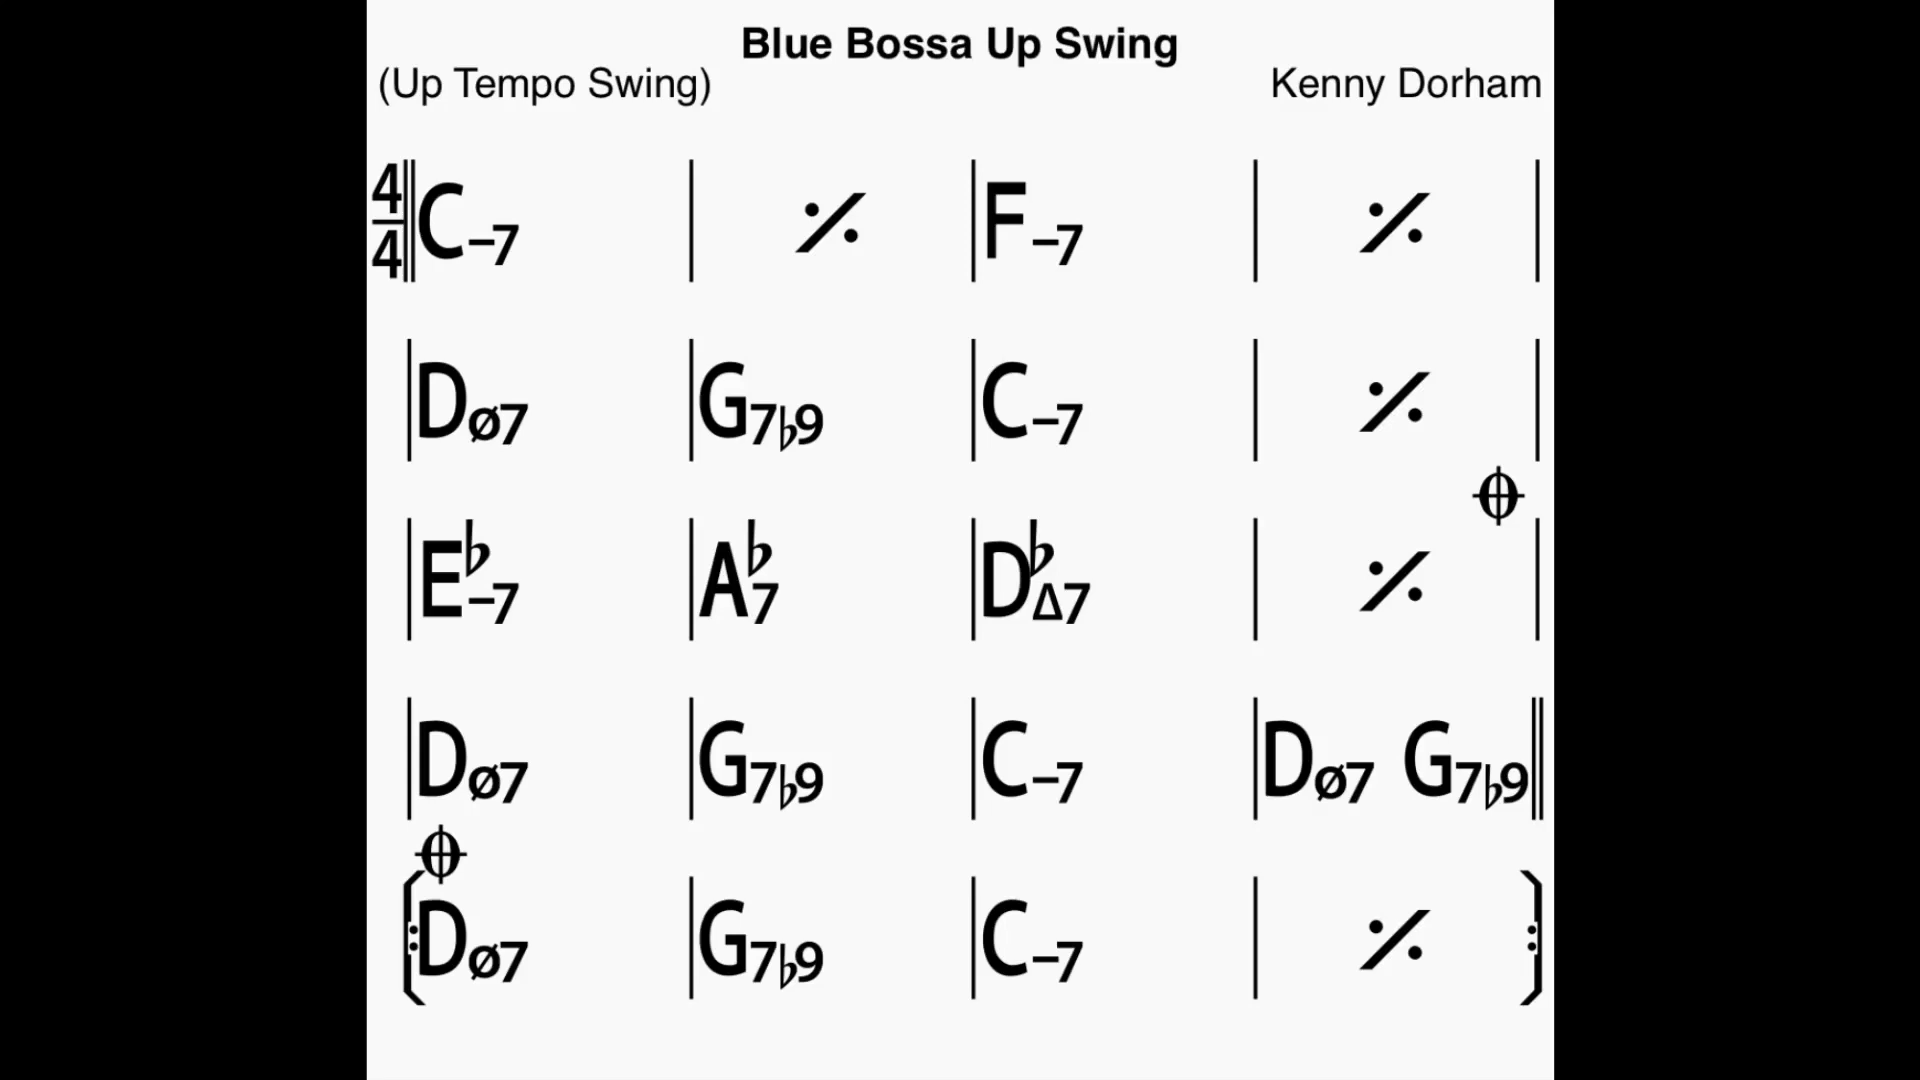 Blue Bossa Up Swing
(Up Tempo Swing) Kenny Dorham
4/4 C–7 | 𝄎 | F–7 | 𝄎
Dø7 | G7♭9 | C–7 | 𝄎
E♭–7 | A♭7 | D♭Δ7 | 𝄎 𝄌
Dø7 | G7♭9 | C–7 | Dø7 G7♭9
𝄌 Dø7 | G7♭9 | C–7 | 𝄎